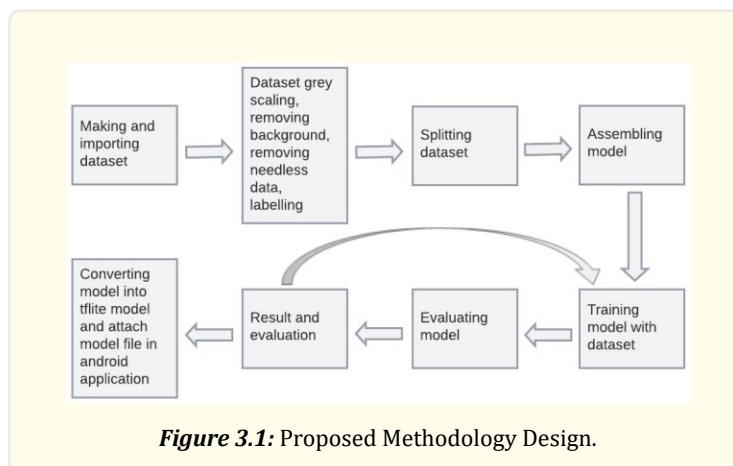 Making and
importing
dataset
Dataset grey
scaling,
removing
background,
removing
needless
data,
labelling
Splitting
dataset
Assembling
model
Converting
model into
tflite model
and attach
model file in
android
application
Result and
evaluation
Evaluating
model
Training
model with
dataset
Figure 3.1: Proposed Methodology Design.